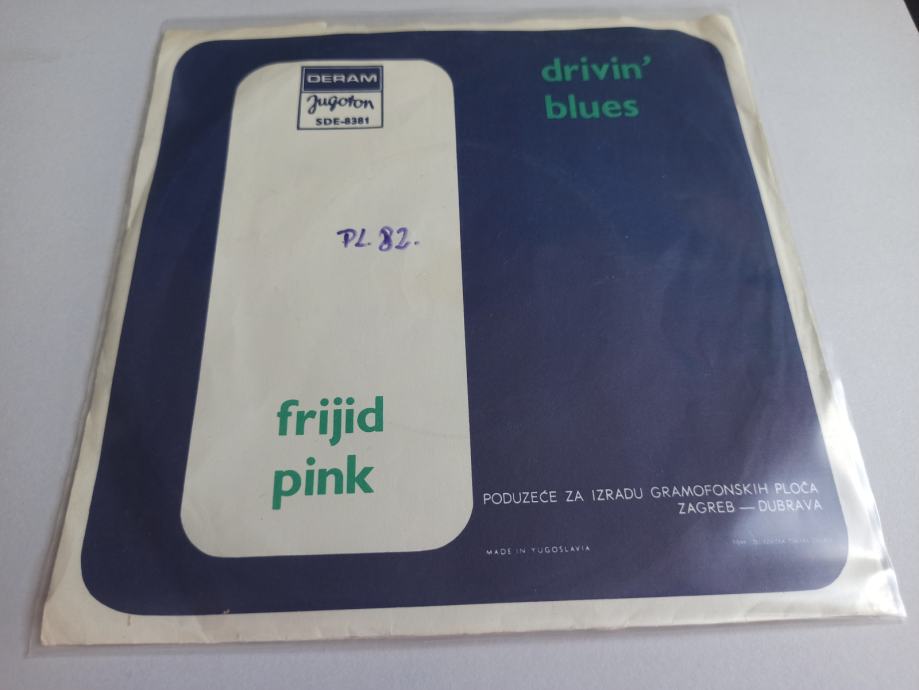 DERAM
Jugoton
SDE-8381
drivin'
blues
PL. 82.
frijid
pink
PODUZEĆE ZA IZRADU GRAMOFONSKIH PLOČA
ZAGREB — DUBRAVA
MADE IN YUGOSLAVIA